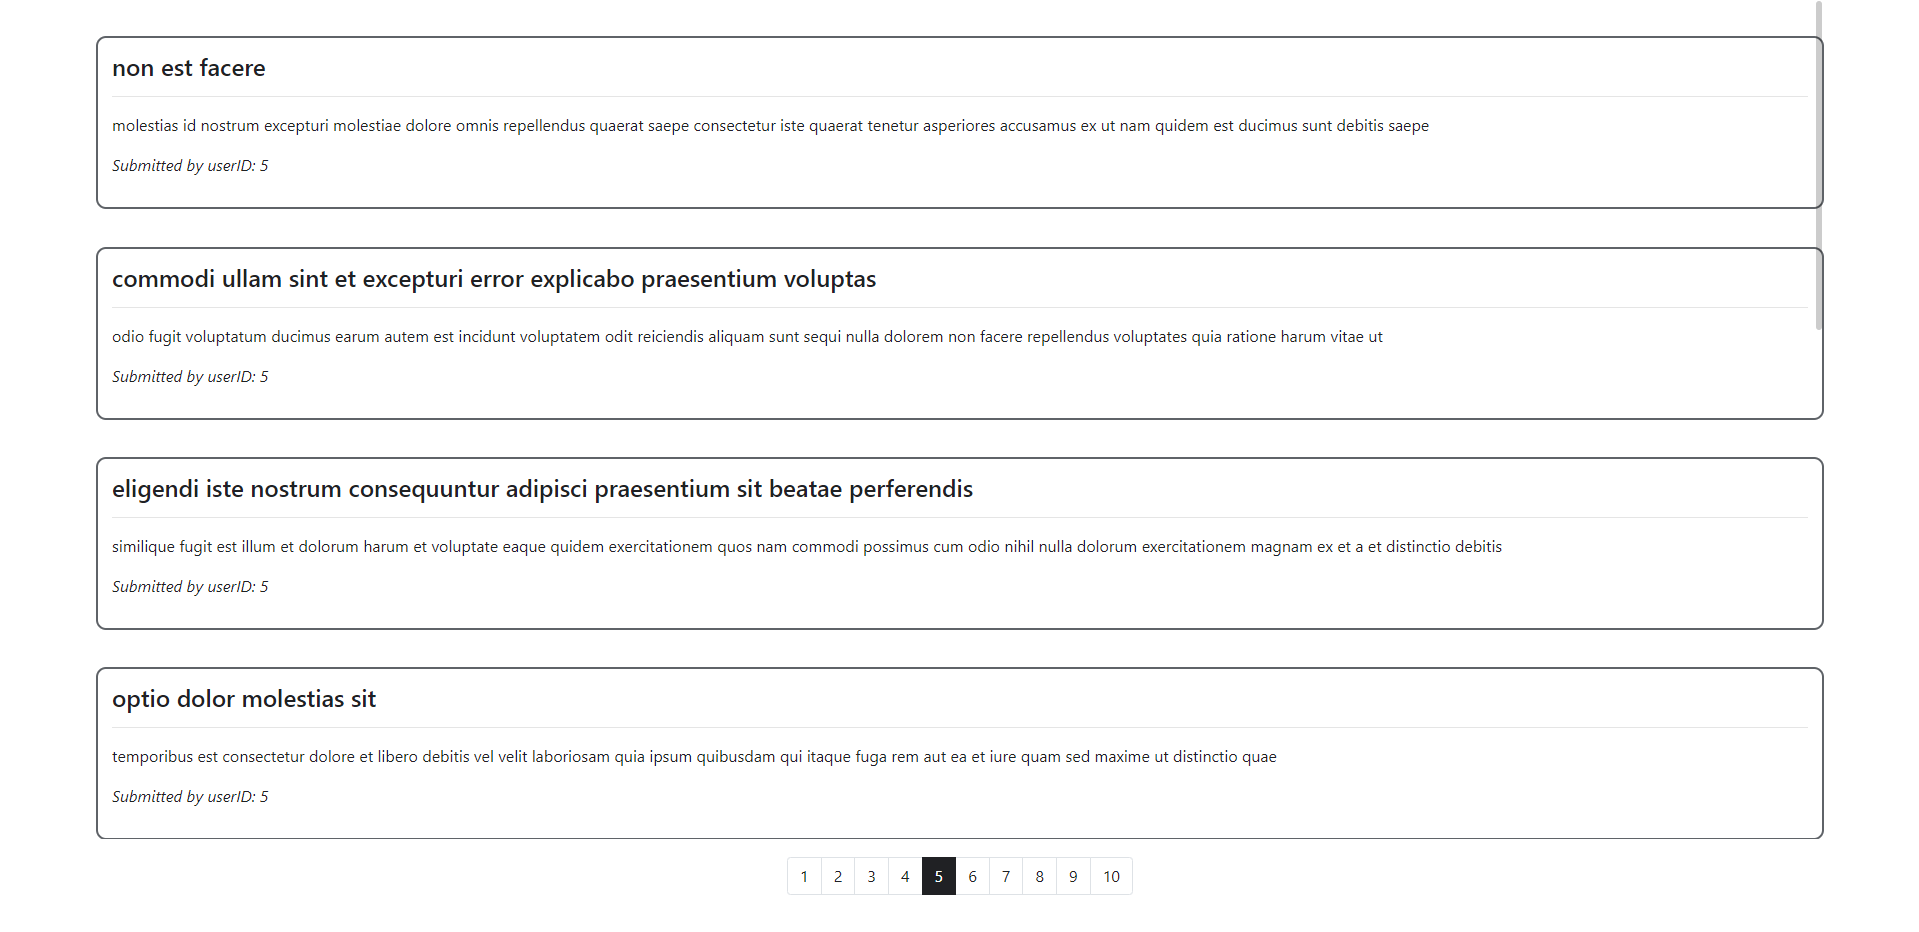 non est facere
molestias id nostrum excepturi molestiae dolore omnis repellendus quaerat saepe consectetur iste quaerat tenetur asperiores accusamus ex ut nam quidem est ducimus sunt debitis saepe
Submitted by userID: 5
commodi ullam sint et excepturi error explicabo praesentium voluptas
odio fugit voluptatum ducimus earum autem est incidunt voluptatem odit reiciendis aliquam sunt sequi nulla dolorem non facere repellendus voluptates quia ratione harum vitae ut
Submitted by userID: 5
eligendi iste nostrum consequuntur adipisci praesentium sit beatae perferendis
similique fugit est illum et dolorum harum et voluptate eaque quidem exercitationem quos nam commodi possimus cum odio nihil nulla dolorum exercitationem magnam ex et a et distinctio debitis
Submitted by userID: 5
optio dolor molestias sit
temporibus est consectetur dolore et libero debitis vel velit laboriosam quia ipsum quibusdam qui itaque fuga rem aut ea et iure quam sed maxime ut distinctio quae
Submitted by userID: 5
1 2 3 4 5 6 7 8 9 10